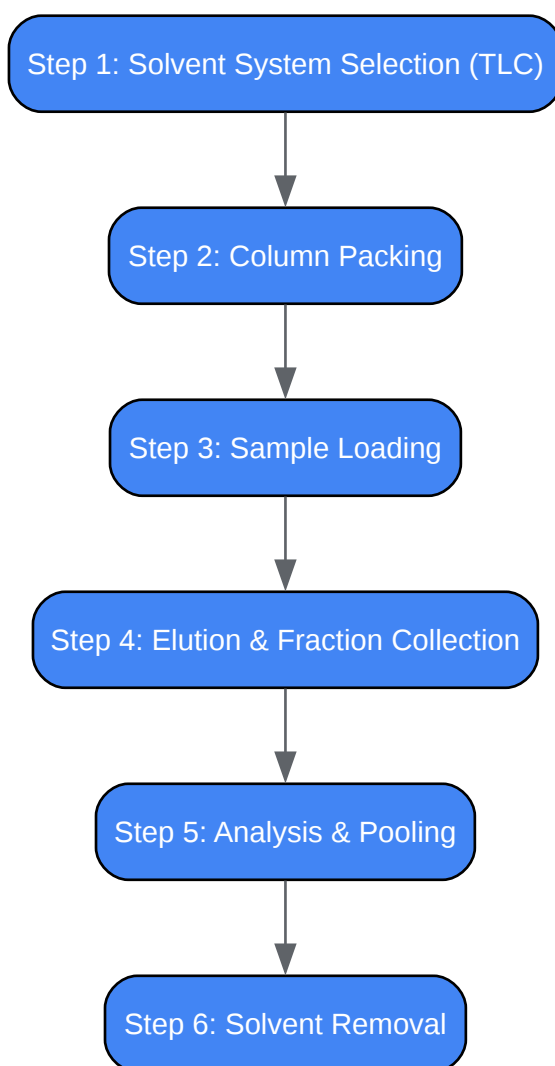 Step 1: Solvent System Selection (TLC)
Step 2: Column Packing
Step 3: Sample Loading
Step 4: Elution & Fraction Collection
Step 5: Analysis & Pooling
Step 6: Solvent Removal